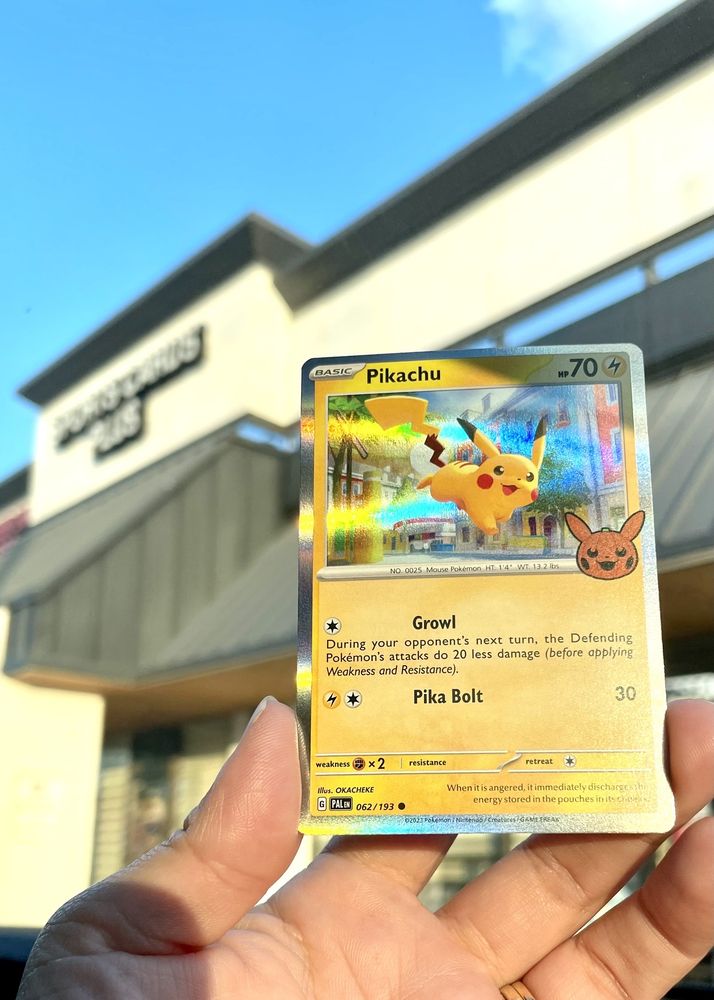 SPORTS CARDS
PLUS
BASIC Pikachu HP 70
NO. 0025 Mouse Pokémon HT: 1'4" WT: 13.2 lbs
Growl
During your opponent's next turn, the Defending
Pokémon's attacks do 20 less damage (before applying
Weakness and Resistance).
Pika Bolt 30
weakness ×2 resistance retreat
Illus. OKACHEKE
When it is angered, it immediately discharges the
energy stored in the pouches in its cheeks.
G PAL EN 062/193
©2023 Pokémon / Nintendo / Creatures / GAME FREAK